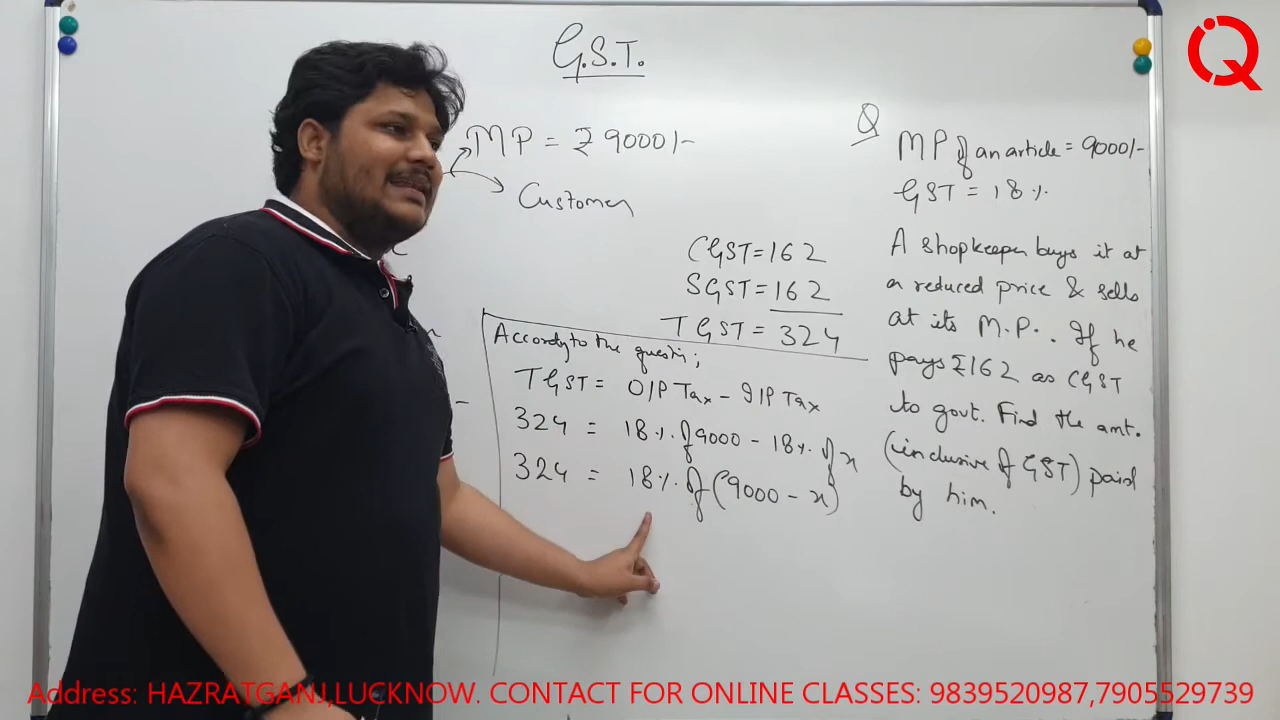 G.S.T.
MP = ₹ 9000/-
Customer
CGST = 162
SGST = 162
TGST = 324
According to the questn;
TGST = O/P Tax - I/P Tax
324 = 18% of 9000 - 18% of x
324 = 18% of (9000 - x)
Q
MP of an article = 9000/-
GST = 18%
A shopkeeper buys it at
a reduced price & sells
at its M.P. . If he
pays ₹162 as CGST
to govt. Find the amt.
(inclusive of GST) paid
by him.
iQ
Address: HAZRATGANJ,LUCKNOW. CONTACT FOR ONLINE CLASSES: 9839520987,7905529739